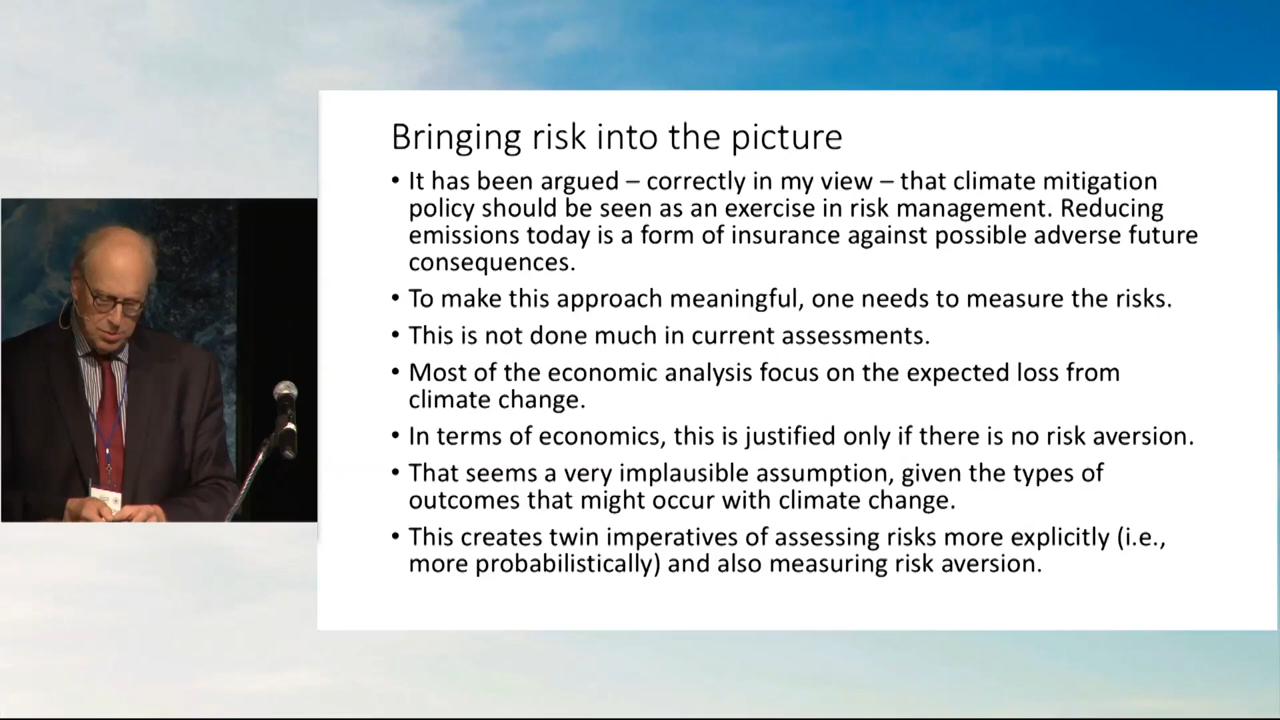 Bringing risk into the picture
• It has been argued – correctly in my view – that climate mitigation
policy should be seen as an exercise in risk management. Reducing
emissions today is a form of insurance against possible adverse future
consequences.
• To make this approach meaningful, one needs to measure the risks.
• This is not done much in current assessments.
• Most of the economic analysis focus on the expected loss from
climate change.
• In terms of economics, this is justified only if there is no risk aversion.
• That seems a very implausible assumption, given the types of
outcomes that might occur with climate change.
• This creates twin imperatives of assessing risks more explicitly (i.e.,
more probabilistically) and also measuring risk aversion.